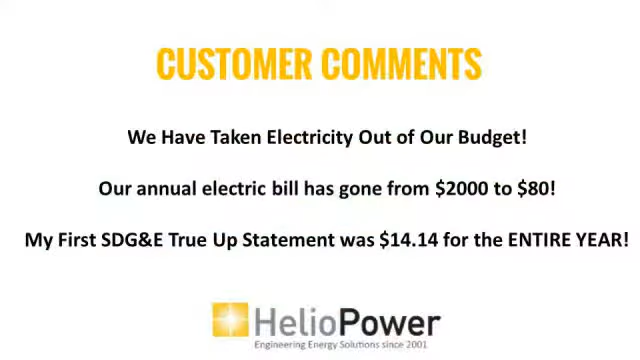 CUSTOMER COMMENTS
We Have Taken Electricity Out of Our Budget!
Our annual electric bill has gone from $2000 to $80!
My First SDG&E True Up Statement was $14.14 for the ENTIRE YEAR!
HelioPower
Engineering Energy Solutions since 2001